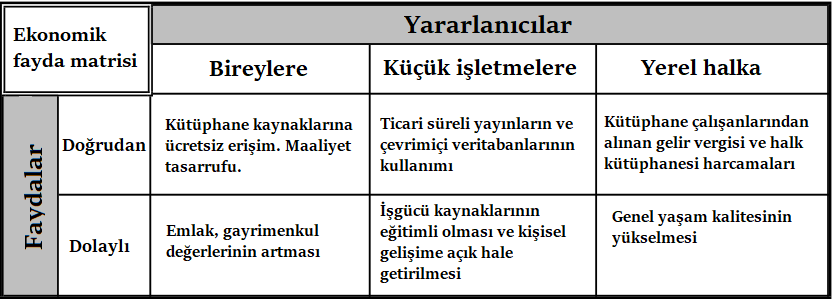 Ekonomik
fayda matrisi
Yararlanıcılar
Bireylere
Küçük işletmelere
Yerel halka
Faydalar
Doğrudan
Kütüphane kaynaklarına
ücretsiz erişim. Maaliyet
tasarrufu.
Ticari süreli yayınların ve
çevrimiçi veritabanlarının
kullanımı
Kütüphane çalışanlarından
alınan gelir vergisi ve halk
kütüphanesi harcamaları
Dolaylı
Emlak, gayrimenkul
değerlerinin artması
İşgücü kaynaklarının
eğitimli olması ve kişisel
gelişime açık hale
getirilmesi
Genel yaşam kalitesinin
yükselmesi